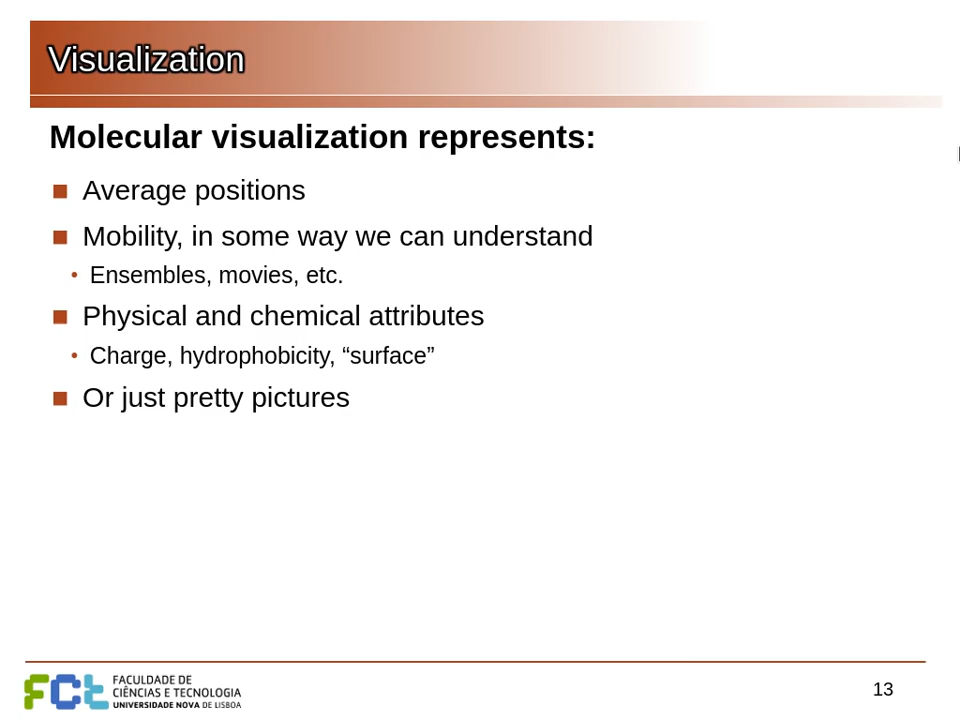 Visualization
Molecular visualization represents:
Average positions
Mobility, in some way we can understand
Ensembles, movies, etc.
Physical and chemical attributes
Charge, hydrophobicity, “surface”
Or just pretty pictures
FCt
FACULDADE DE
CIÊNCIAS E TECNOLOGIA
UNIVERSIDADE NOVA DE LISBOA
13